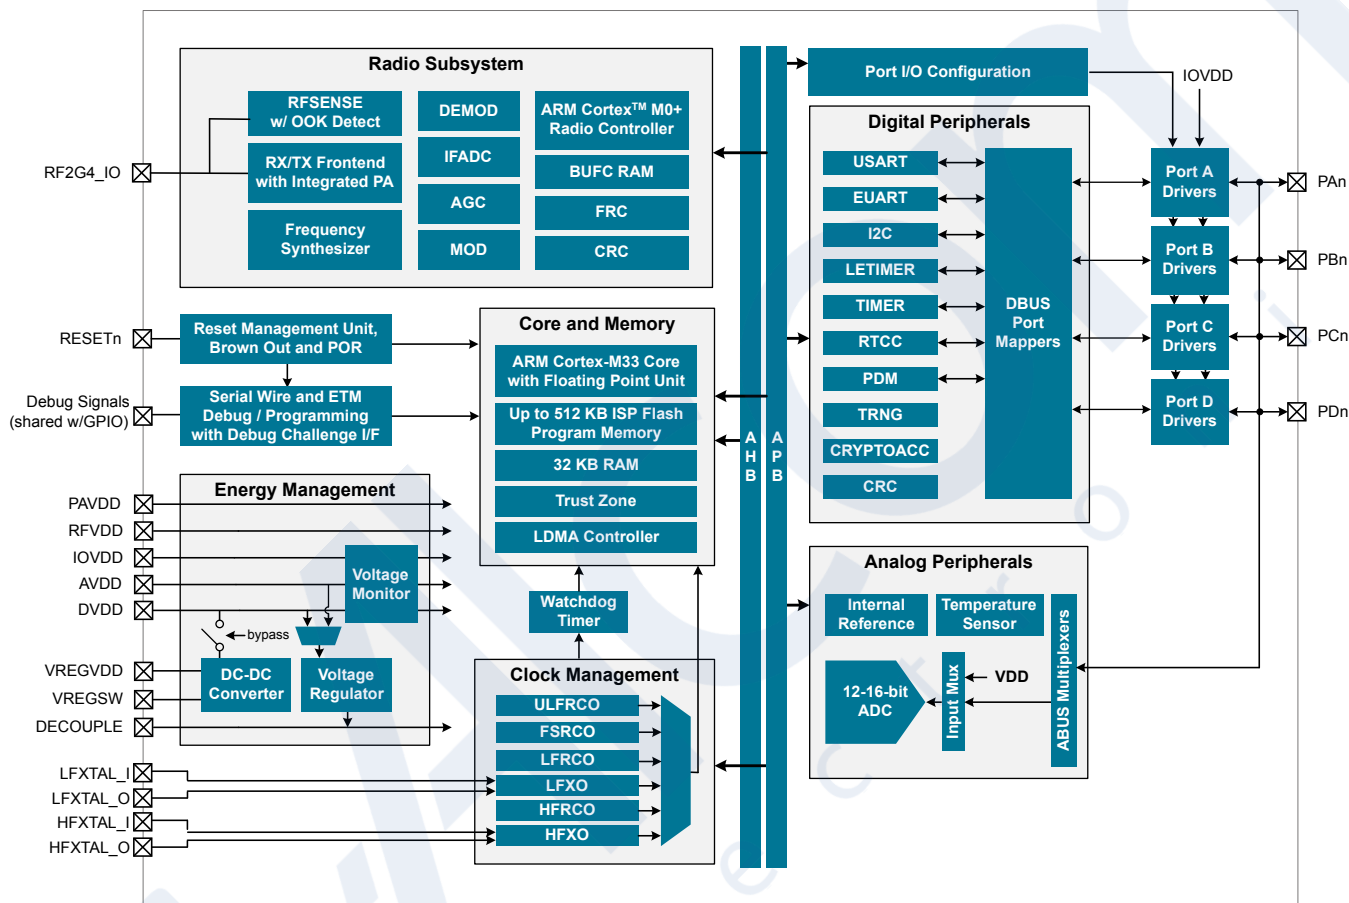 Radio Subsystem
RFSENSE
w/ OOK Detect
RX/TX Frontend
with Integrated PA
Frequency
Synthesizer
DEMOD
IFADC
AGC
MOD
ARM Cortex™ M0+
Radio Controller
BUFC RAM
FRC
CRC
RF2G4_IO
RESETn
Reset Management Unit,
Brown Out and POR
Debug Signals
(shared w/GPIO)
Serial Wire and ETM
Debug / Programming
with Debug Challenge I/F
Core and Memory
ARM Cortex-M33 Core
with Floating Point Unit
Up to 512 KB ISP Flash
Program Memory
32 KB RAM
Trust Zone
LDMA Controller
Energy Management
PAVDD
RFVDD
IOVDD
AVDD
DVDD
VREGVDD
VREGSW
DECOUPLE
Voltage
Monitor
bypass
DC-DC
Converter
Voltage
Regulator
Watchdog
Timer
Clock Management
ULFRCO
FSRCO
LFRCO
LFXO
HFRCO
HFXO
LFXTAL_I
LFXTAL_O
HFXTAL_I
HFXTAL_O
A
H
B
A
P
B
Port I/O Configuration
IOVDD
Digital Peripherals
USART
EUART
I2C
LETIMER
TIMER
RTCC
PDM
TRNG
CRYPTOACC
CRC
DBUS
Port
Mappers
Port A
Drivers
Port B
Drivers
Port C
Drivers
Port D
Drivers
PAn
PBn
PCn
PDn
Analog Peripherals
Internal
Reference
Temperature
Sensor
12-16-bit
ADC
Input Mux
VDD
ABUS Multiplexers